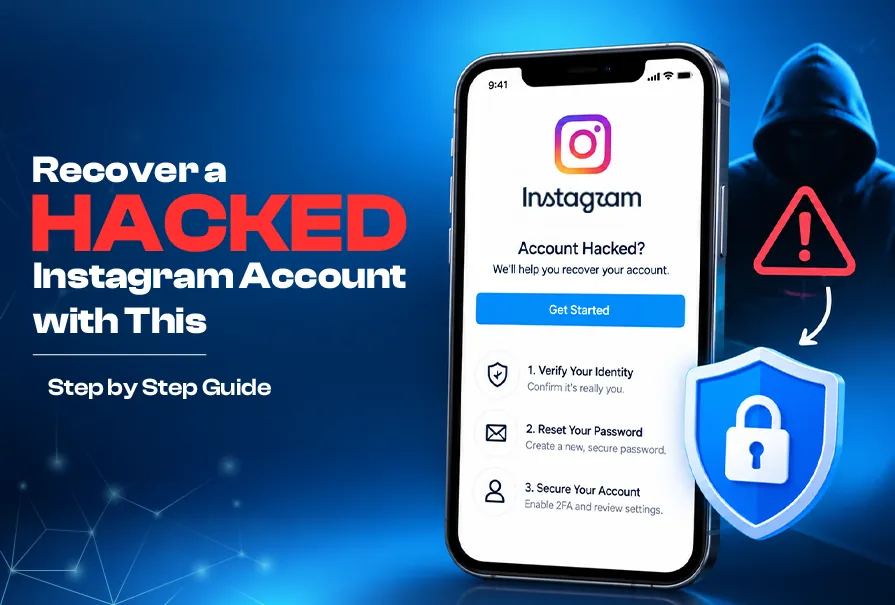 Recover a
HACKED
Instagram Account
with This
Step by Step Guide
9:41
Instagram
Account Hacked?
We'll help you recover your account.
Get Started
1. Verify Your Identity
Confirm it's really you.
2. Reset Your Password
Create a new, secure password.
3. Secure Your Account
Enable 2FA and review settings.